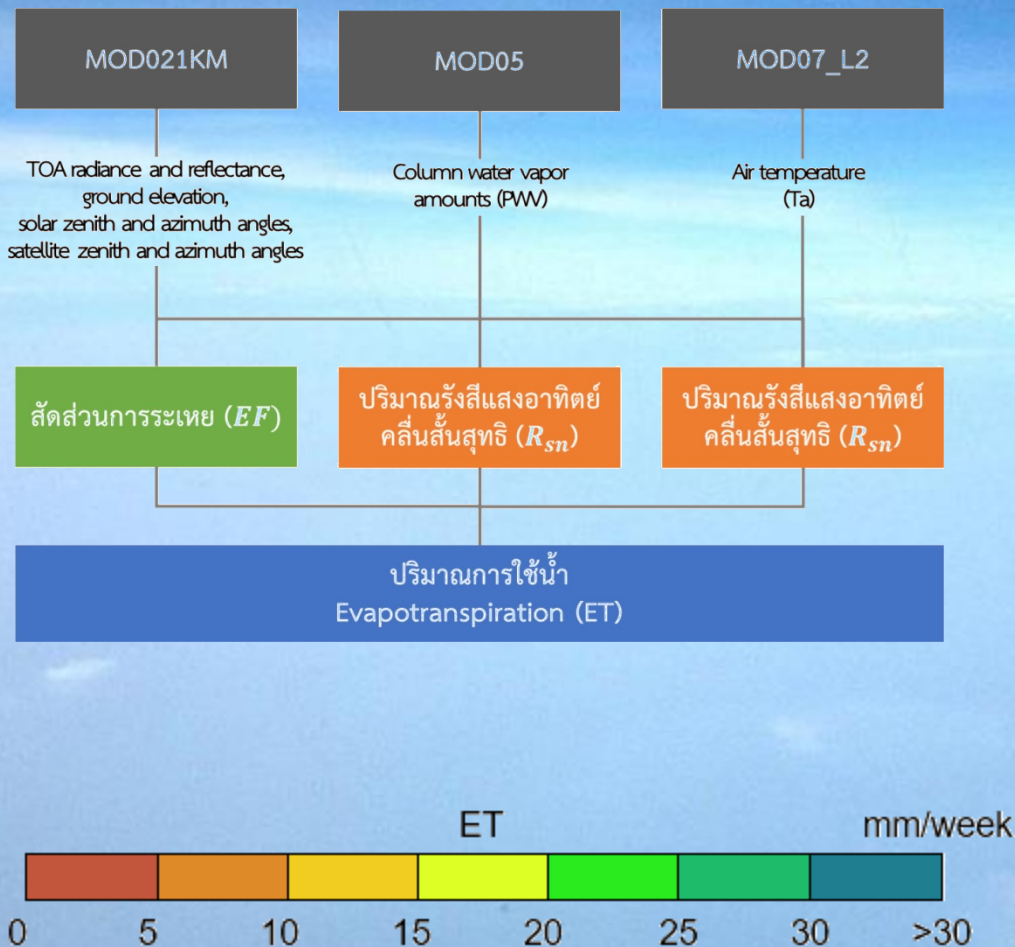 MOD021KM
MOD05
MOD07_L2
TOA radiance and reflectance,
ground elevation,
solar zenith and azimuth angles,
satellite zenith and azimuth angles
Column water vapor
amounts (PWV)
Air temperature
(Ta)
สัดส่วนการระเหย (EF)
ปริมาณรังสีแสงอาทิตย์
คลื่นสั้นสุทธิ (Rsn)
ปริมาณรังสีแสงอาทิตย์
คลื่นสั้นสุทธิ (Rsn)
ปริมาณการใช้น้ำ
Evapotranspiration (ET)
ET mm/week
0 5 10 15 20 25 30 >30